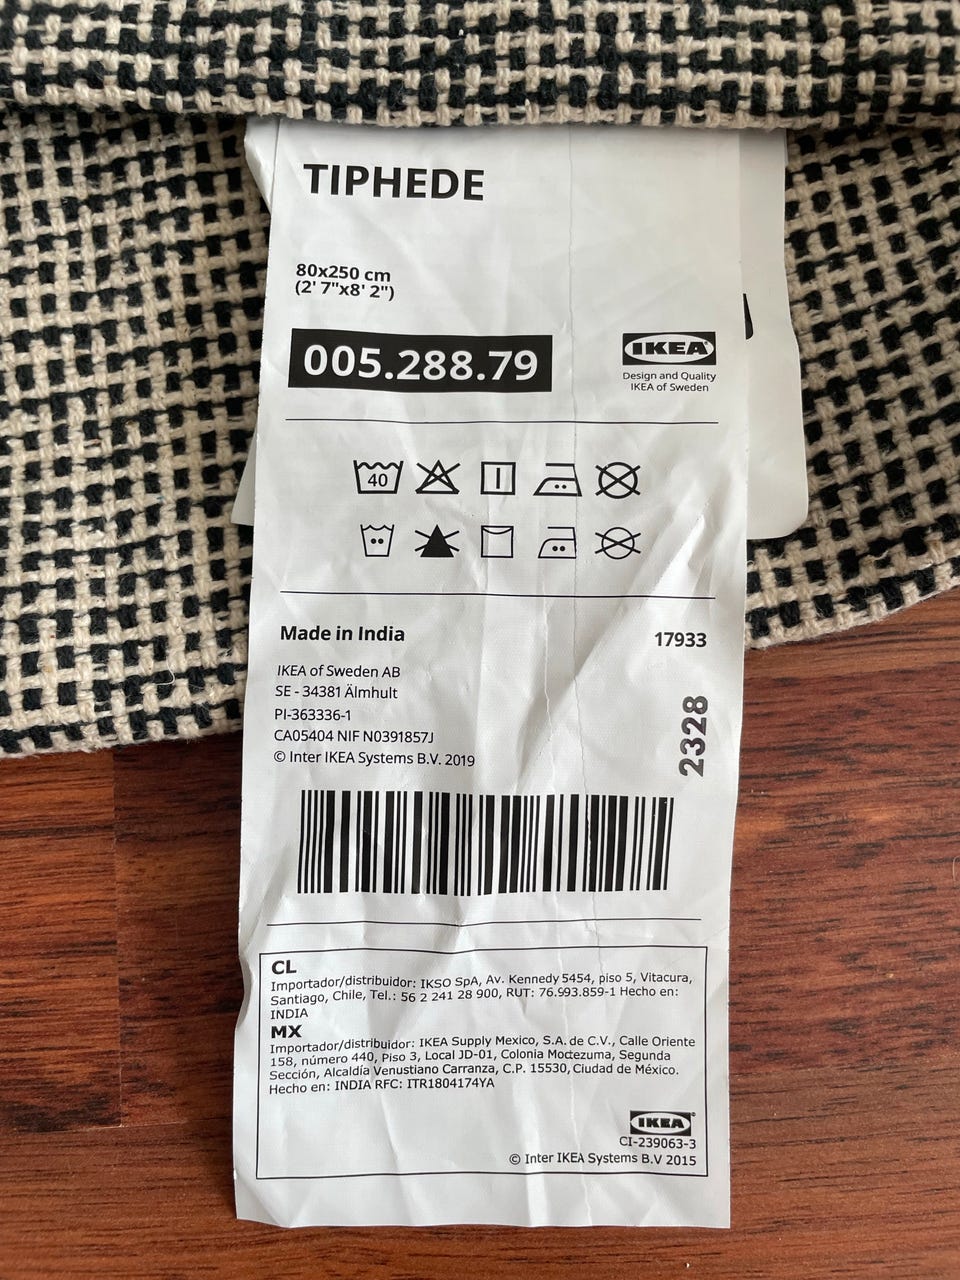 TIPHEDE
80x250 cm
(2' 7"x8' 2")
005.288.79
IKEA
Design and Quality
IKEA of Sweden
40
Made in India
17933
IKEA of Sweden AB
SE - 34381 Älmhult
PI-363336-1
CA05404 NIF N0391857J
© Inter IKEA Systems B.V. 2019
2328
CL
Importador/distribuidor: IKSO SpA, Av. Kennedy 5454, piso 5, Vitacura,
Santiago, Chile, Tel.: 56 2 241 28 900, RUT: 76.993.859-1 Hecho en:
INDIA
MX
Importador/distribuidor: IKEA Supply Mexico, S.A. de C.V., Calle Oriente
158, número 440, Piso 3, Local JD-01, Colonia Moctezuma, Segunda
Sección, Alcaldía Venustiano Carranza, C.P. 15530, Ciudad de México.
Hecho en: INDIA RFC: ITR1804174YA
IKEA
CI-239063-3
© Inter IKEA Systems B.V 2015